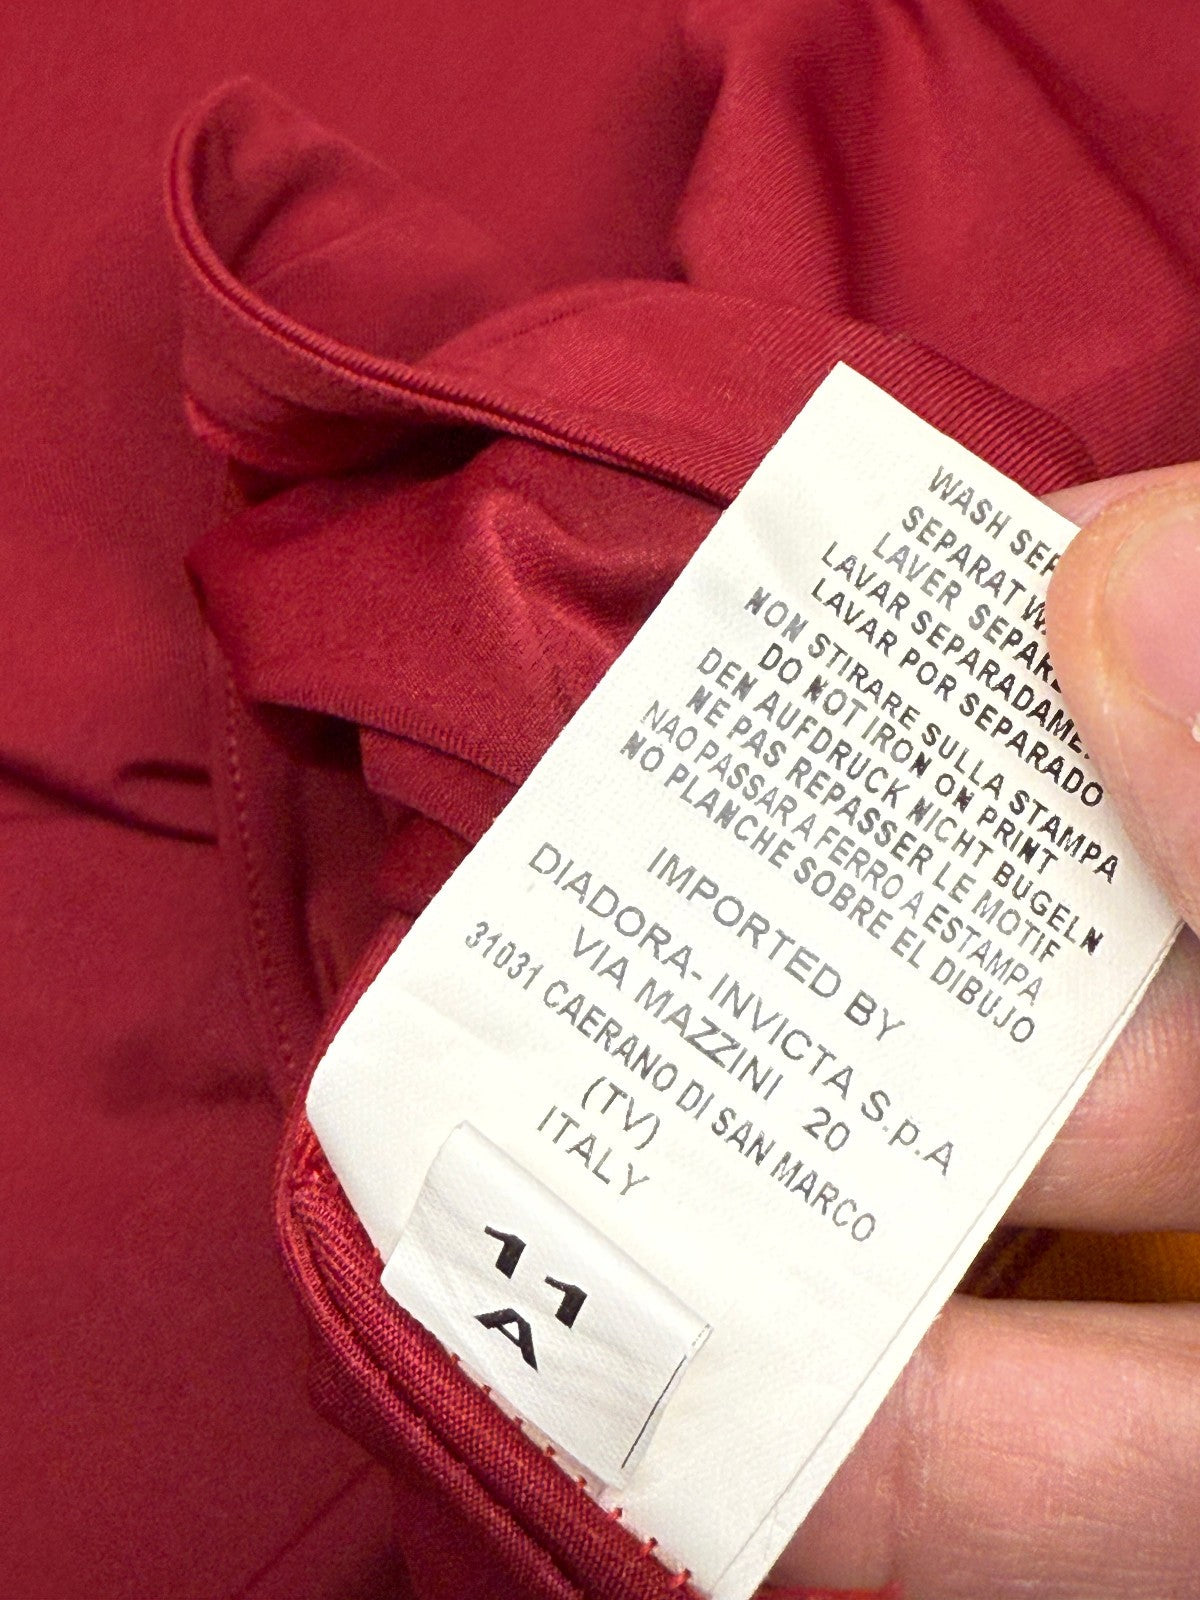 WASH
SEPARAT
LAVER
LAVAR SEPARADAME
LAVAR POR SEPARADO
NON STIRARE SULLA STAMPA
DO NOT IRON ON PRINT
DEN AUFDRUCK NICHT BUGELN
NE PAS REPASSER LE MOTIF
NAO PASSAR A FERRO A ESTAMPA
NO PLANCHE SOBRE EL DIBUJO
IMPORTED BY
DIADORA- INVICTA S.p.A
VIA MAZZINI 20
31031 CAERANO DI SAN MARCO
(TV)
ITALY
11
A